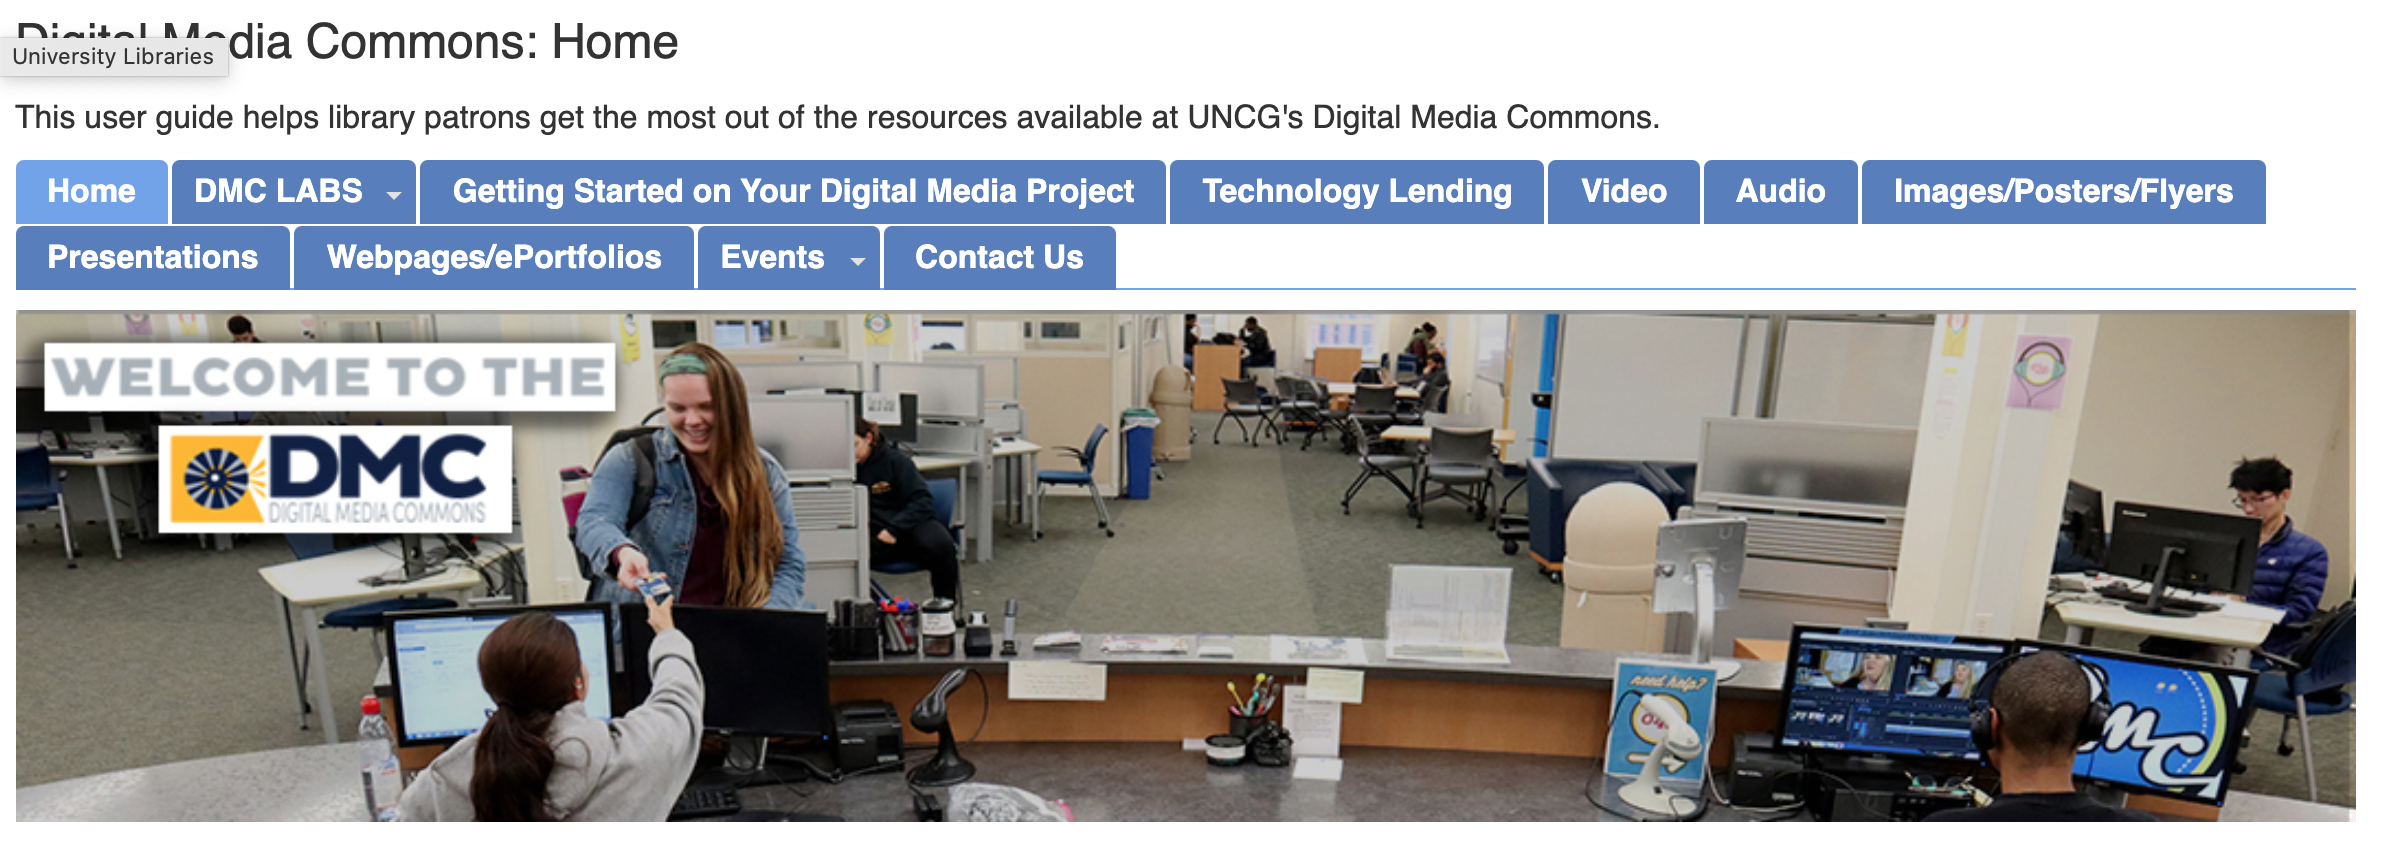 Digital Media Commons: Home
University Libraries
This user guide helps library patrons get the most out of the resources available at UNCG's Digital Media Commons.
Home DMC LABS Getting Started on Your Digital Media Project Technology Lending Video Audio Images/Posters/Flyers
Presentations Webpages/ePortfolios Events Contact Us
WELCOME TO THE
DMC
DIGITAL MEDIA COMMONS
need help?
MC